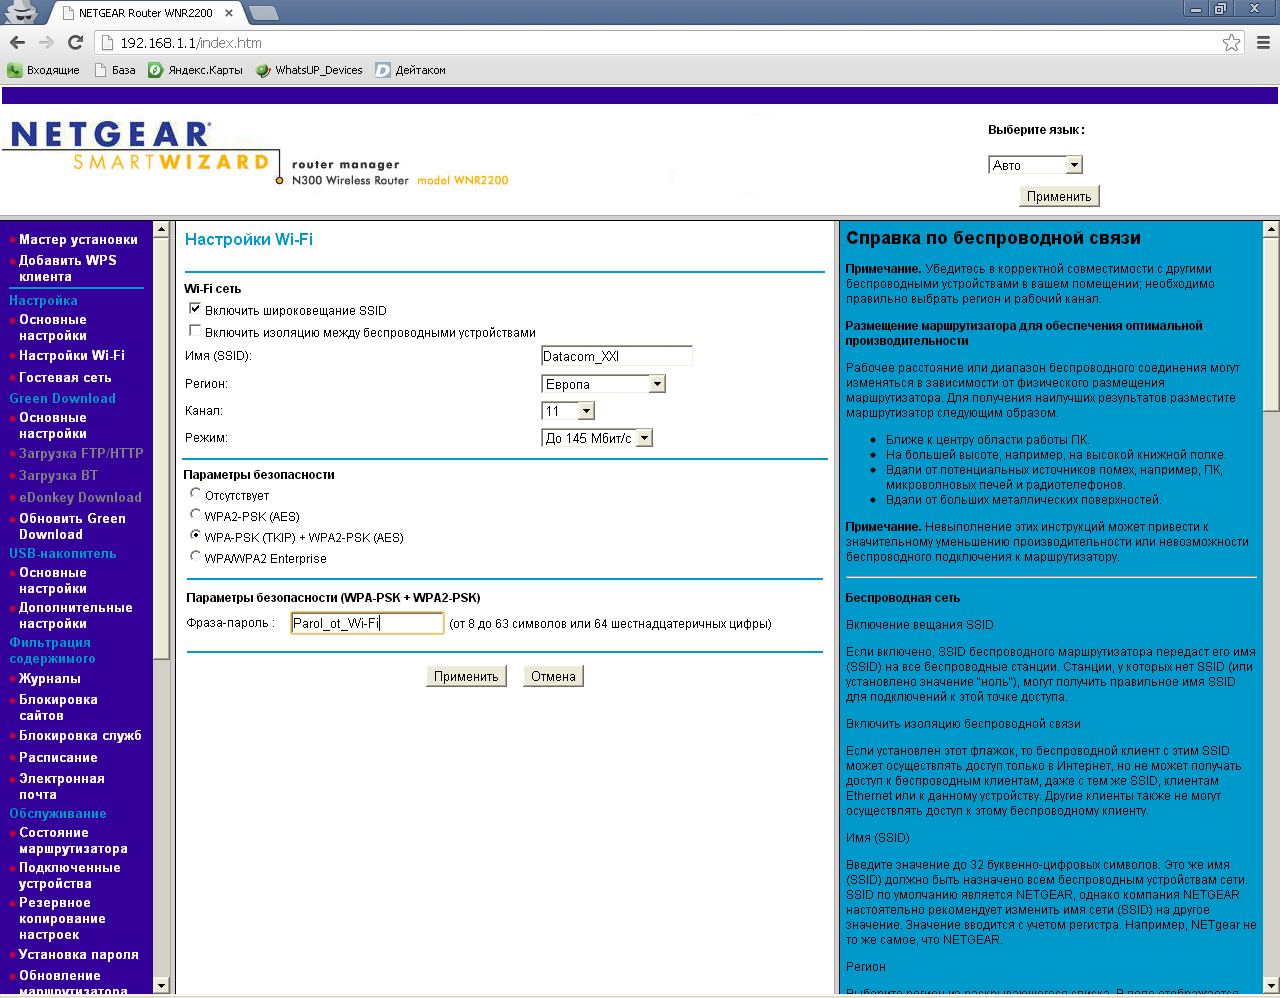 NETGEAR Router WNR2200
192.168.1.1/index.htm
Входящие База Яндекс.Карты WhatsUP_Devices Дейтаком
NETGEAR
SMARTWIZARD
router manager
N300 Wireless Router model WNR2200
Выберите язык :
Авто
Применить
Мастер установки
Добавить WPS
клиента
Настройка
Основные
настройки
Настройки Wi-Fi
Гостевая сеть
Green Download
Основные
настройки
Загрузка FTP/HTTP
Загрузка BT
eDonkey Download
Обновить Green
Download
USB-накопитель
Основные
настройки
Дополнительные
настройки
Фильтрация
содержимого
Журналы
Блокировка
сайтов
Блокировка служб
Расписание
Электронная
почта
Обслуживание
Состояние
маршрутизатора
Подключенные
устройства
Резервное
копирование
настроек
Установка пароля
Обновление
маршрутизатора
Настройки Wi-Fi
Wi-Fi сеть
Включить широковещание SSID
Включить изоляцию между беспроводными устройствами
Имя (SSID): Datacom_XXI
Регион: Европа
Канал: 11
Режим: До 145 Мбит/с
Параметры безопасности
Отсутствует
WPA2-PSK (AES)
WPA-PSK (TKIP) + WPA2-PSK (AES)
WPA/WPA2 Enterprise
Параметры безопасности (WPA-PSK + WPA2-PSK)
Фраза-пароль : Parol_ot_Wi-Fi (от 8 до 63 символов или 64 шестнадцатеричных цифры)
Применить Отмена
Справка по беспроводной связи
Примечание. Убедитесь в корректной совместимости с другими
беспроводными устройствами в вашем помещении; необходимо
правильно выбрать регион и рабочий канал.
Размещение маршрутизатора для обеспечения оптимальной
производительности
Рабочее расстояние или диапазон беспроводного соединения могут
изменяться в зависимости от физического размещения
маршрутизатора. Для получения наилучших результатов разместите
маршрутизатор следующим образом.
Ближе к центру области работы ПК.
На большей высоте, например, на высокой книжной полке.
Вдали от потенциальных источников помех, например, ПК,
микроволновых печей и радиотелефонов.
Вдали от больших металлических поверхностей.
Примечание. Невыполнение этих инструкций может привести к
значительному уменьшению производительности или невозможности
беспроводного подключения к маршрутизатору.
Беспроводная сеть
Включение вещания SSID
Если включено, SSID беспроводного маршрутизатора передаст его имя
(SSID) на все беспроводные станции. Станции, у которых нет SSID (или
установлено значение "ноль"), могут получить правильное имя SSID
для подключений к этой точке доступа.
Включить изоляцию беспроводной связи
Если установлен этот флажок, то беспроводной клиент с этим SSID
может осуществлять доступ только в Интернет, но не может получать
доступ к беспроводным клиентам, даже с тем же SSID, клиентам
Ethernet или к данному устройству. Другие клиенты также не могут
осуществлять доступ к этому беспроводному клиенту.
Имя (SSID)
Введите значение до 32 буквенно-цифровых символов. Это же имя
(SSID) должно быть назначено всем беспроводным устройствам сети.
SSID по умолчанию является NETGEAR, однако компания NETGEAR
настоятельно рекомендует изменить имя сети (SSID) на другое
значение. Значение вводится с учетом регистра. Например, NETgear не
то же самое, что NETGEAR.
Регион
Выберите регион из раскрывающегося списка. В поле отображается